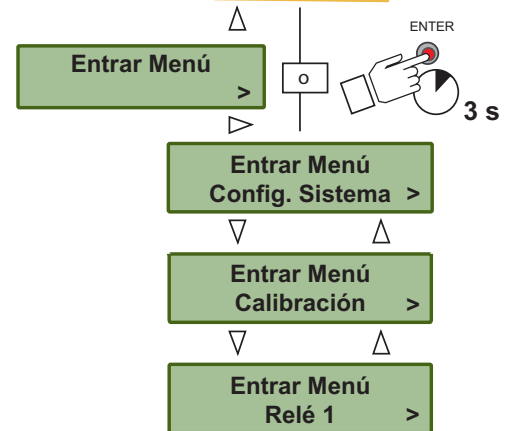 ENTER
Entrar Menú
>
o
3 s
Entrar Menú
Config. Sistema >
Entrar Menú
Calibración >
Entrar Menú
Relé 1 >